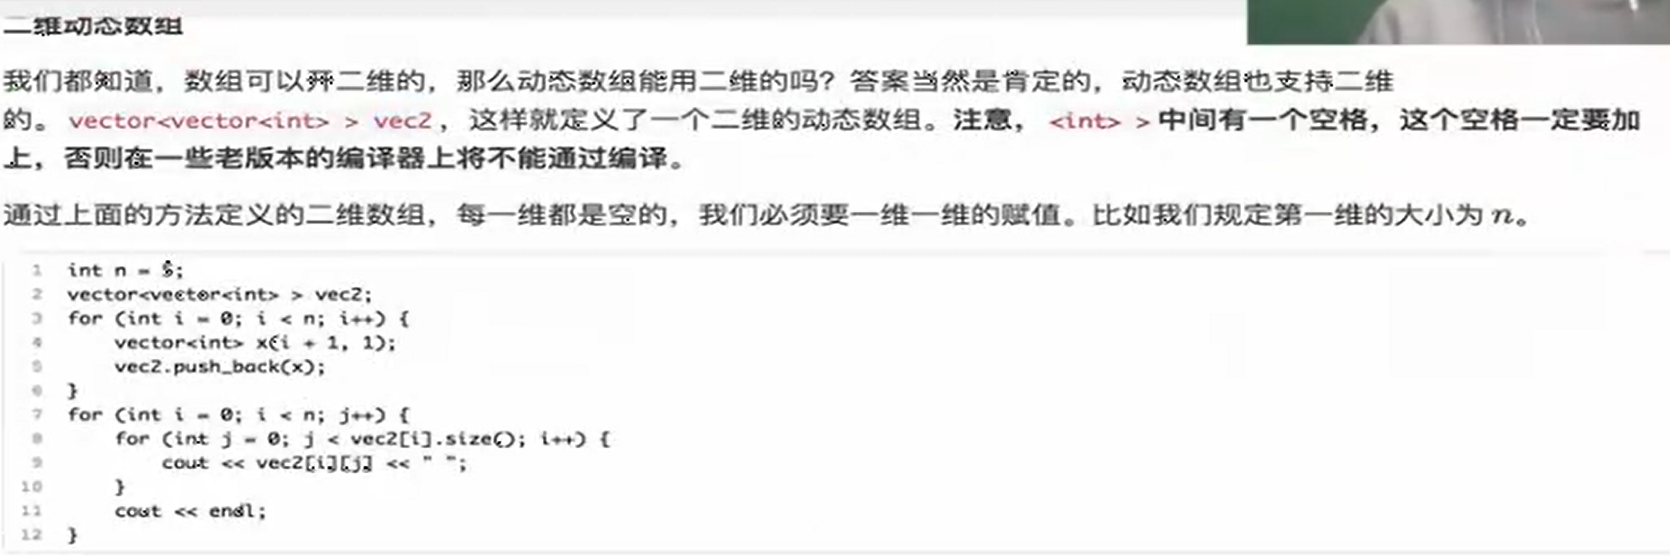 二维动态数组
我们都知道，数组可以开二维的，那么动态数组能用二维的吗？答案当然是肯定的，动态数组也支持二维
的。vector<vector<int> > vec2，这样就定义了一个二维的动态数组。注意，<int> >中间有一个空格，这个空格一定要加
上，否则在一些老版本的编译器上将不能通过编译。
通过上面的方法定义的二维数组，每一维都是空的，我们必须要一维一维的赋值。比如我们规定第一维的大小为 n。
1 int n = 5;
2 vector<vector<int> > vec2;
3 for (int i = 0; i < n; i++) {
4 vector<int> x(i + 1, 1);
5 vec2.push_back(x);
6 }
7 for (int i = 0; i < n; j++) {
8 for (int j = 0; j < vec2[i].size(); i++) {
9 cout << vec2[i][j] << " ";
10 }
11 cout << endl;
12 }